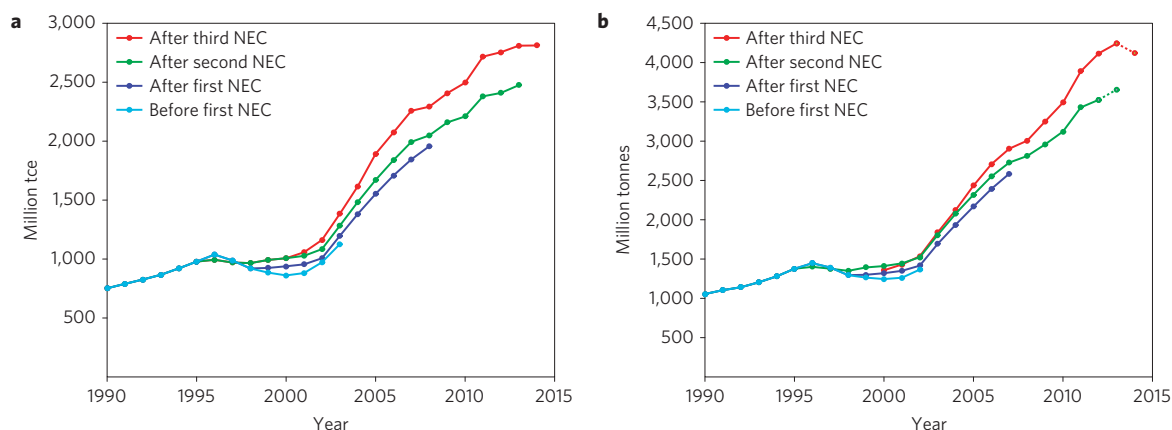 a
3,000
2,500
2,000
1,500
1,000
500
Million tce
After third NEC
After second NEC
After first NEC
Before first NEC
1990 1995 2000 2005 2010 2015
Year
b
4,500
4,000
3,500
3,000
2,500
2,000
1,500
1,000
500
Million tonnes
After third NEC
After second NEC
After first NEC
Before first NEC
1990 1995 2000 2005 2010 2015
Year